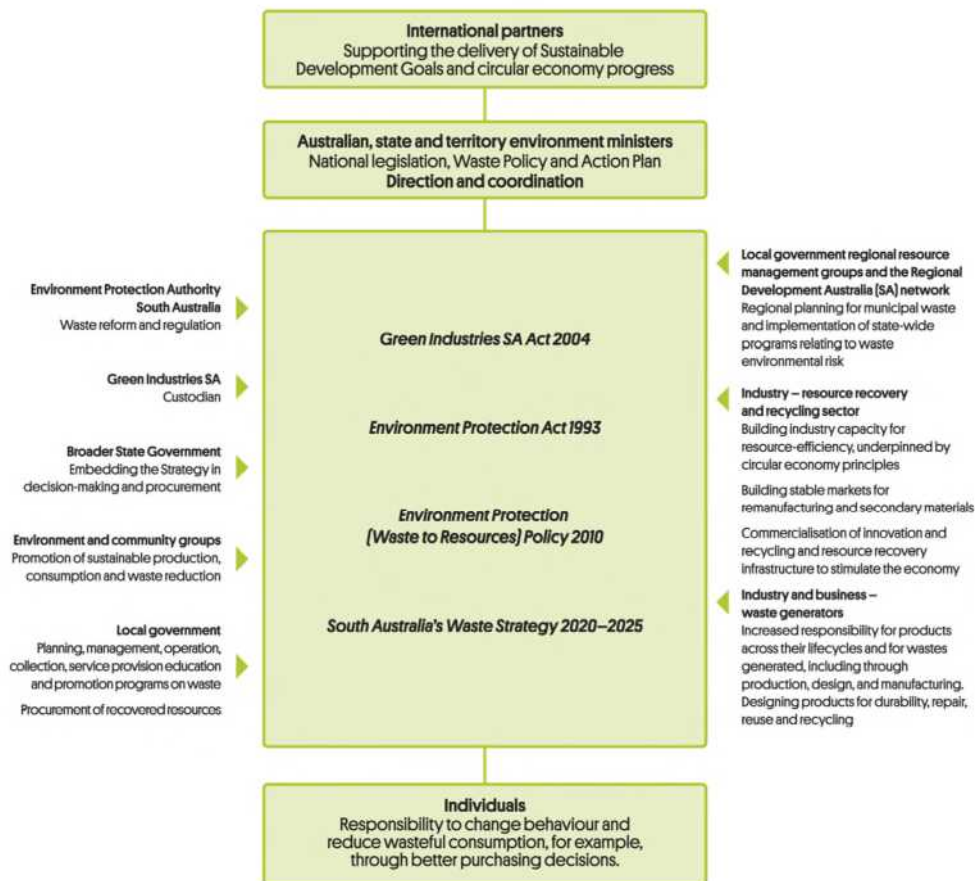 International partners
Supporting the delivery of Sustainable
Development Goals and circular economy progress
Australian, state and territory environment ministers
National legislation, Waste Policy and Action Plan
Direction and coordination
Environment Protection Authority
South Australia
Waste reform and regulation
Green Industries SA
Custodian
Broader State Government
Embedding the Strategy in
decision-making and procurement
Environment and community groups
Promotion of sustainable production,
consumption and waste reduction
Local government
Planning, management, operation,
collection, service provision education
and promotion programs on waste
Procurement of recovered resources
Green Industries SA Act 2004
Environment Protection Act 1993
Environment Protection
(Waste to Resources) Policy 2010
South Australia's Waste Strategy 2020–2025
Local government regional resource
management groups and the Regional
Development Australia (SA) network
Regional planning for municipal waste
and implementation of state-wide
programs relating to waste
environmental risk
Industry – resource recovery
and recycling sector
Building industry capacity for
resource-efficiency, underpinned by
circular economy principles
Building stable markets for
remanufacturing and secondary materials
Commercialisation of innovation and
recycling and resource recovery
infrastructure to stimulate the economy
Industry and business –
waste generators
Increased responsibility for products
across their lifecycles and for wastes
generated, including through
production, design, and manufacturing.
Designing products for durability, repair,
reuse and recycling
Individuals
Responsibility to change behaviour and
reduce wasteful consumption, for example,
through better purchasing decisions.